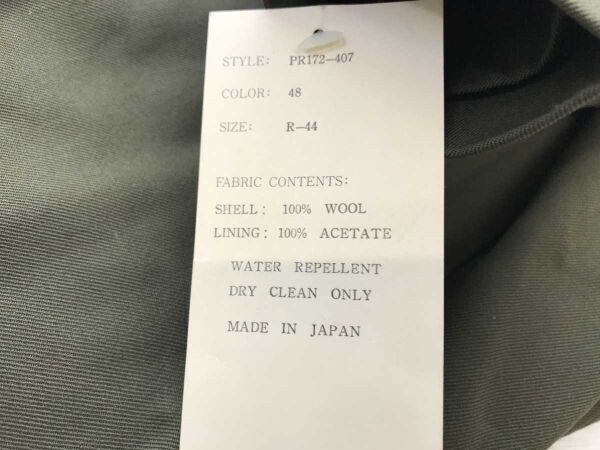 STYLE: PR172-407
COLOR: 48
SIZE: R-44
FABRIC CONTENTS:
SHELL: 100% WOOL
LINING: 100% ACETATE
WATER REPELLENT
DRY CLEAN ONLY
MADE IN JAPAN